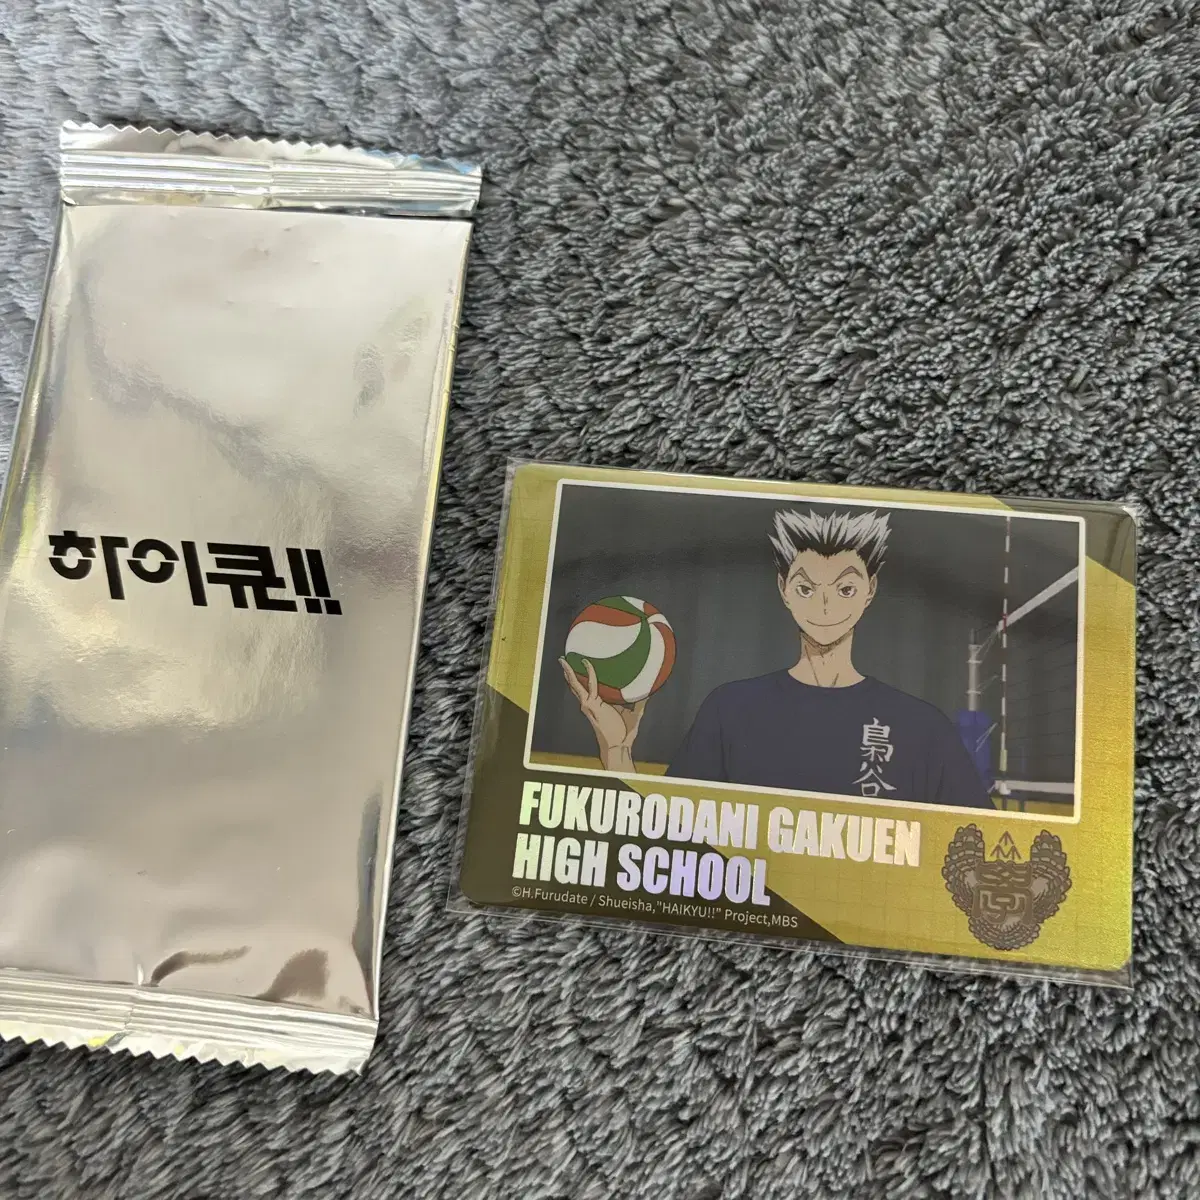 하이큐!!
梟谷
FUKURODANI GAKUEN
HIGH SCHOOL
©H.Furudate / Shueisha,"HAIKYU!!" Project,MBS